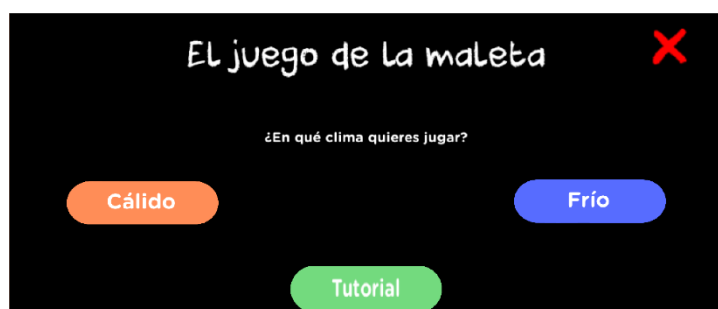 El juego de la maleta
¿En qué clima quieres jugar?
Cálido
Frío
Tutorial